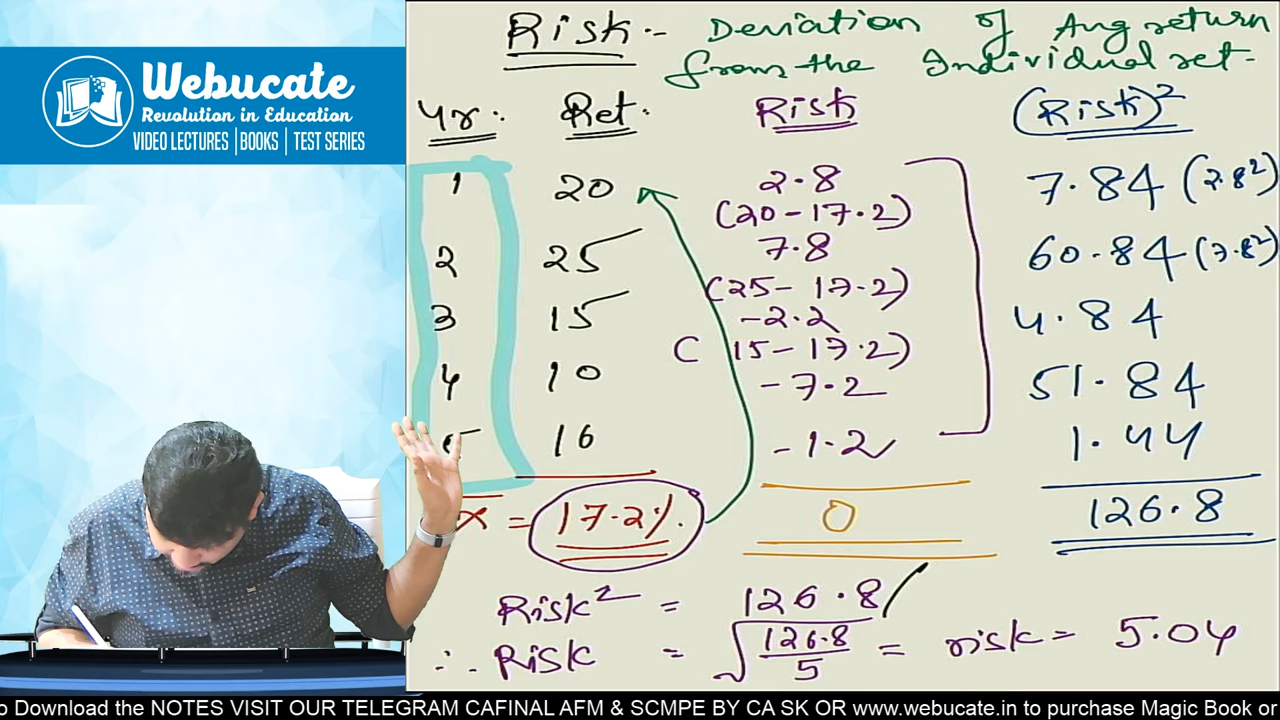 Webucate
Revolution in Education
VIDEO LECTURES | BOOKS | TEST SERIES
Risk:- Deviation of Avg return
from the Individual ret.
Yr. Ret. Risk (Risk)²
1 20 2.8 7.84 (2.8²)
(20-17.2)
2 25 7.8 60.84 (7.8²)
(25-17.2)
3 15 -2.2 4.84
(15-17.2)
4 10 -7.2 51.84
5 16 -1.2 1.44
x̄ = 17.2%. 0 126.8
Risk² = 126.8
∴ Risk = √126.8/5 = risk = 5.04
o Download the NOTES VISIT OUR TELEGRAM CAFINAL AFM & SCMPE BY CA SK OR www.webucate.in to purchase Magic Book or